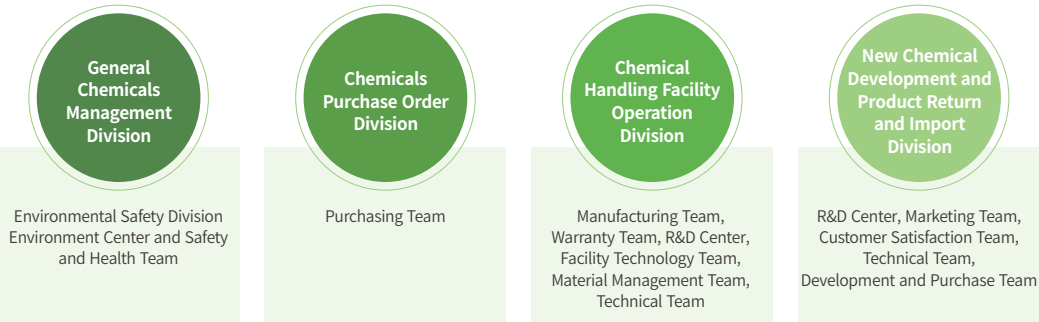 General
Chemicals
Management
Division
Environmental Safety Division
Environment Center and Safety
and Health Team
Chemicals
Purchase Order
Division
Purchasing Team
Chemical
Handling Facility
Operation
Division
Manufacturing Team,
Warranty Team, R&D Center,
Facility Technology Team,
Material Management Team,
Technical Team
New Chemical
Development and
Product Return
and Import
Division
R&D Center, Marketing Team,
Customer Satisfaction Team,
Technical Team,
Development and Purchase Team